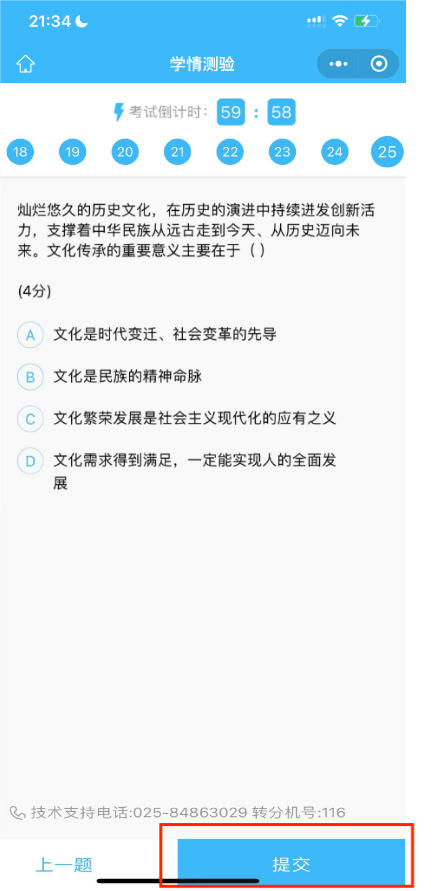 21:34
学情测验
考试倒计时： 59 : 58
18 19 20 21 22 23 24 25
灿烂悠久的历史文化，在历史的演进中持续迸发创新活
力，支撑着中华民族从远古走到今天、从历史迈向未
来。文化传承的重要意义主要在于（ ）
(4分)
A 文化是时代变迁、社会变革的先导
B 文化是民族的精神命脉
C 文化繁荣发展是社会主义现代化的应有之义
D 文化需求得到满足，一定能实现人的全面发
展
技术支持电话:025-84863029 转分机号:116
上一题 提交